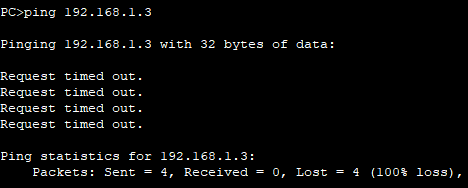 PC>ping 192.168.1.3
Pinging 192.168.1.3 with 32 bytes of data:
Request timed out.
Request timed out.
Request timed out.
Request timed out.
Ping statistics for 192.168.1.3:
Packets: Sent = 4, Received = 0, Lost = 4 (100% loss),